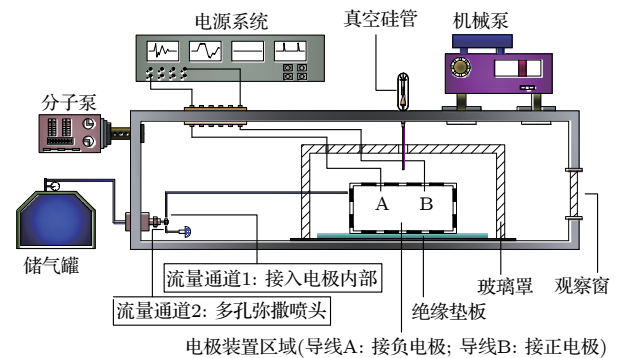 电源系统
真空硅管
机械泵
分子泵
A
B
储气罐
流量通道1: 接入电极内部
流量通道2: 多孔弥撒喷头
玻璃罩
观察窗
绝缘垫板
电极装置区域(导线A: 接负电极; 导线B: 接正电极)